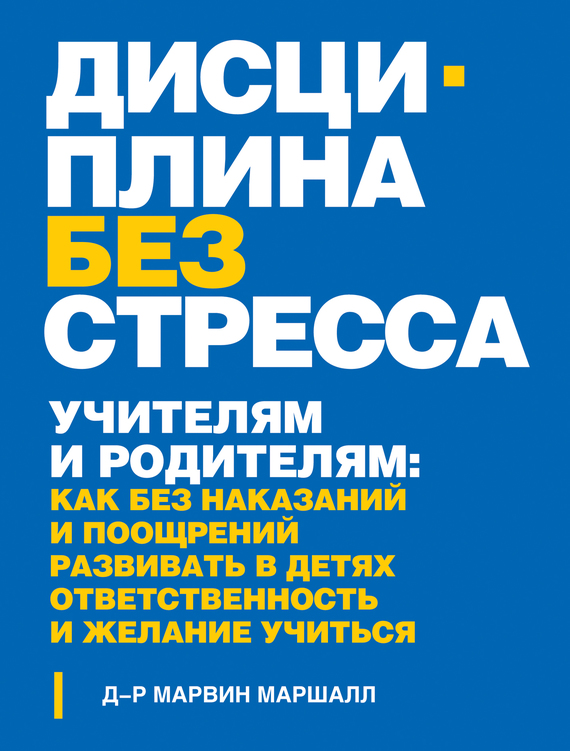 ДИСЦИ
ПЛИНА
БЕЗ
СТРЕССА
УЧИТЕЛЯМ
И РОДИТЕЛЯМ:
КАК БЕЗ НАКАЗАНИЙ
И ПООЩРЕНИЙ
РАЗВИВАТЬ В ДЕТЯХ
ОТВЕТСТВЕННОСТЬ
И ЖЕЛАНИЕ УЧИТЬСЯ
Д-Р МАРВИН МАРШАЛЛ